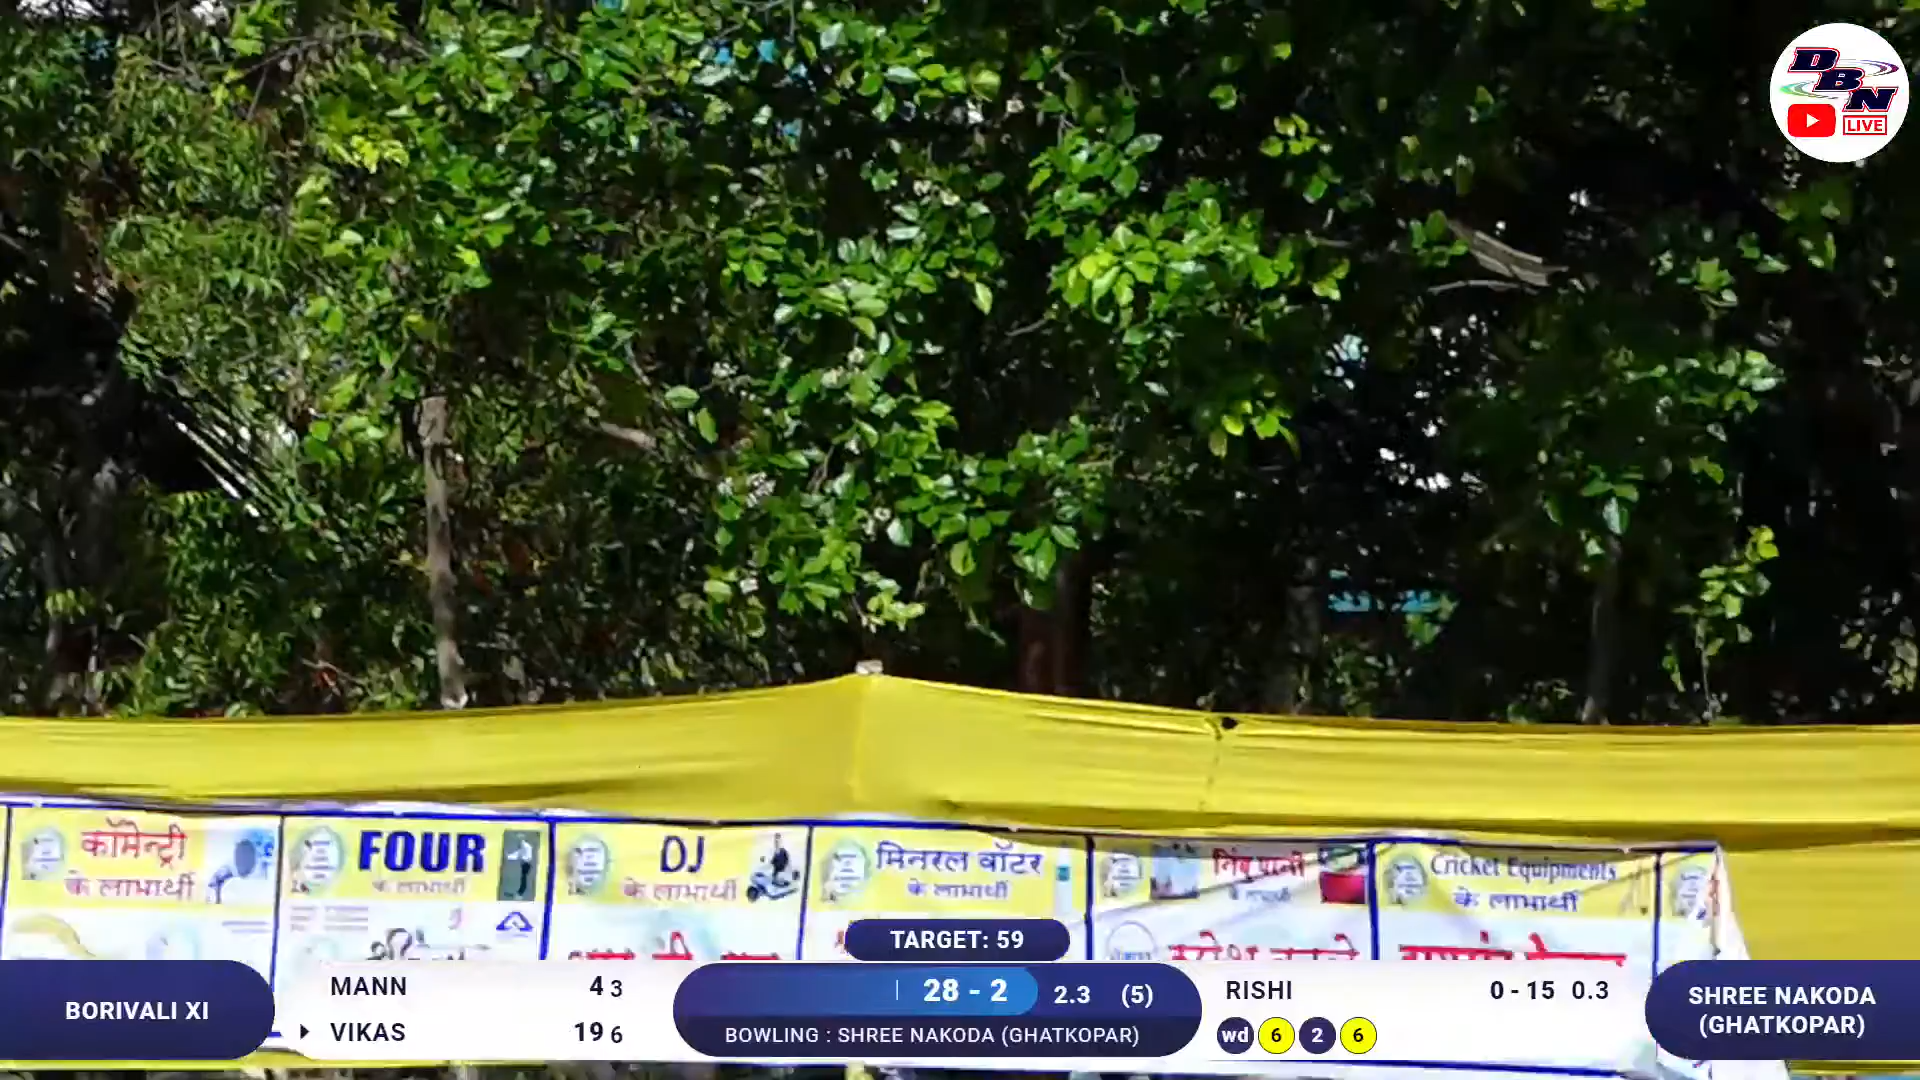 DBN
LIVE
कॉमेन्ट्री
के लाभार्थी
FOUR
के लाभार्थी
DJ
के लाभार्थी
मिनरल वॉटर
के लाभार्थी
निंबू पानी
के लाभार्थी
Cricket Equipments
के लाभार्थी
TARGET: 59
BORIVALI XI
MANN 4 3
VIKAS 19 6
28 - 2 2.3 (5)
BOWLING : SHREE NAKODA (GHATKOPAR)
RISHI 0 - 15 0.3
wd 6 2 6
SHREE NAKODA
(GHATKOPAR)